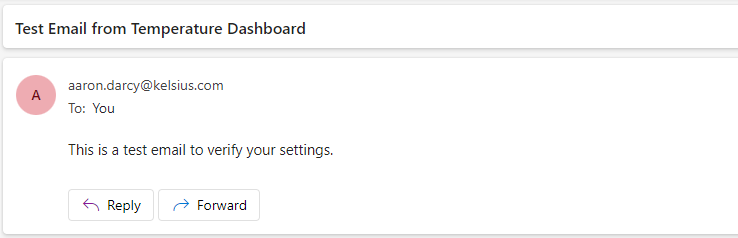 Test Email from Temperature Dashboard
A
aaron.darcy@kelsius.com
To: You
This is a test email to verify your settings.
Reply Forward